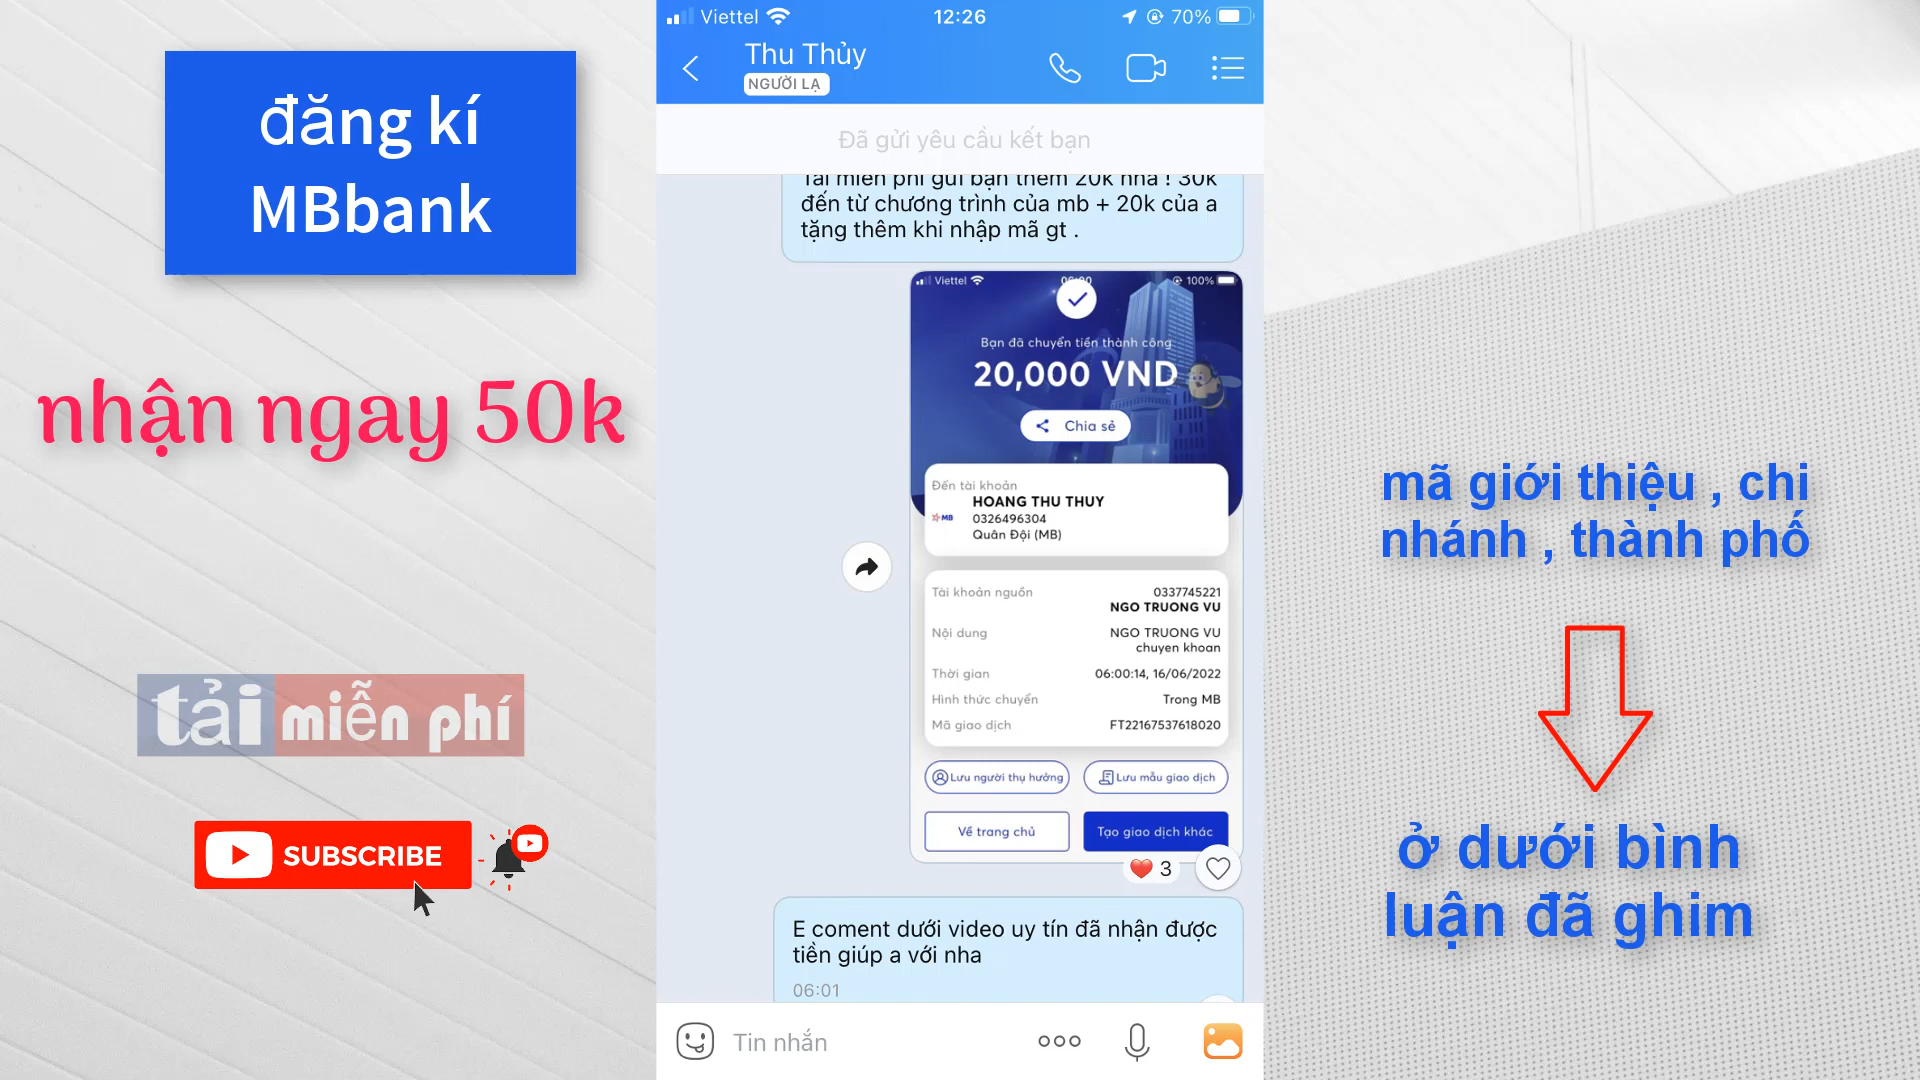 đăng kí
MBbank
nhận ngay 50k
tải miễn phí
SUBSCRIBE
Viettel
12:26
70%
Thu Thủy
NGƯỜI LẠ
Đã gửi yêu cầu kết bạn
Tải miễn phí gửi bạn thêm 20k nha ! 30k
đến từ chương trình của mb + 20k của a
tặng thêm khi nhập mã gt .
Viettel
06:00
100%
Bạn đã chuyển tiền thành công
20,000 VND
Chia sẻ
Đến tài khoản
HOANG THU THUY
MB
0326496304
Quân Đội (MB)
Tài khoản nguồn
0337745221
NGO TRUONG VU
Nội dung
NGO TRUONG VU
chuyen khoan
Thời gian
06:00:14, 16/06/2022
Hình thức chuyển
Trong MB
Mã giao dịch
FT22167537618020
Lưu người thụ hưởng
Lưu mẫu giao dịch
Về trang chủ
Tạo giao dịch khác
3
E coment dưới video uy tín đã nhận được
tiền giúp a với nha
06:01
Tin nhắn
mã giới thiệu , chi
nhánh , thành phố
ở dưới bình
luận đã ghim